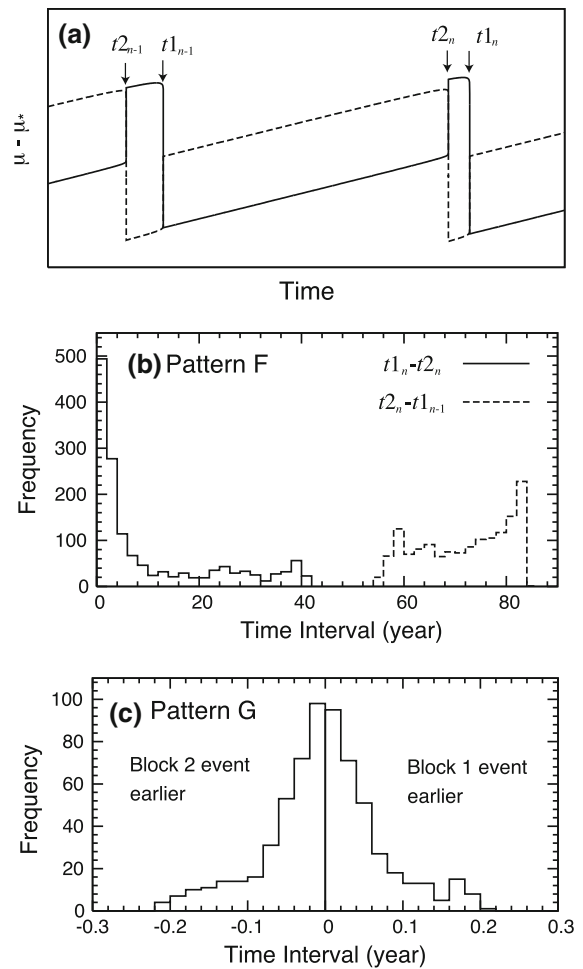 (a)
t2n-1 t1n-1 t2n t1n
μ - μ*
Time
(b) Pattern F
t1n-t2n
t2n-t1n-1
Frequency
500
400
300
200
100
0
0 20 40 60 80
Time Interval (year)
(c) Pattern G
Block 2 event
earlier
Block 1 event
earlier
Frequency
100
80
60
40
20
0
-0.3 -0.2 -0.1 0 0.1 0.2 0.3
Time Interval (year)